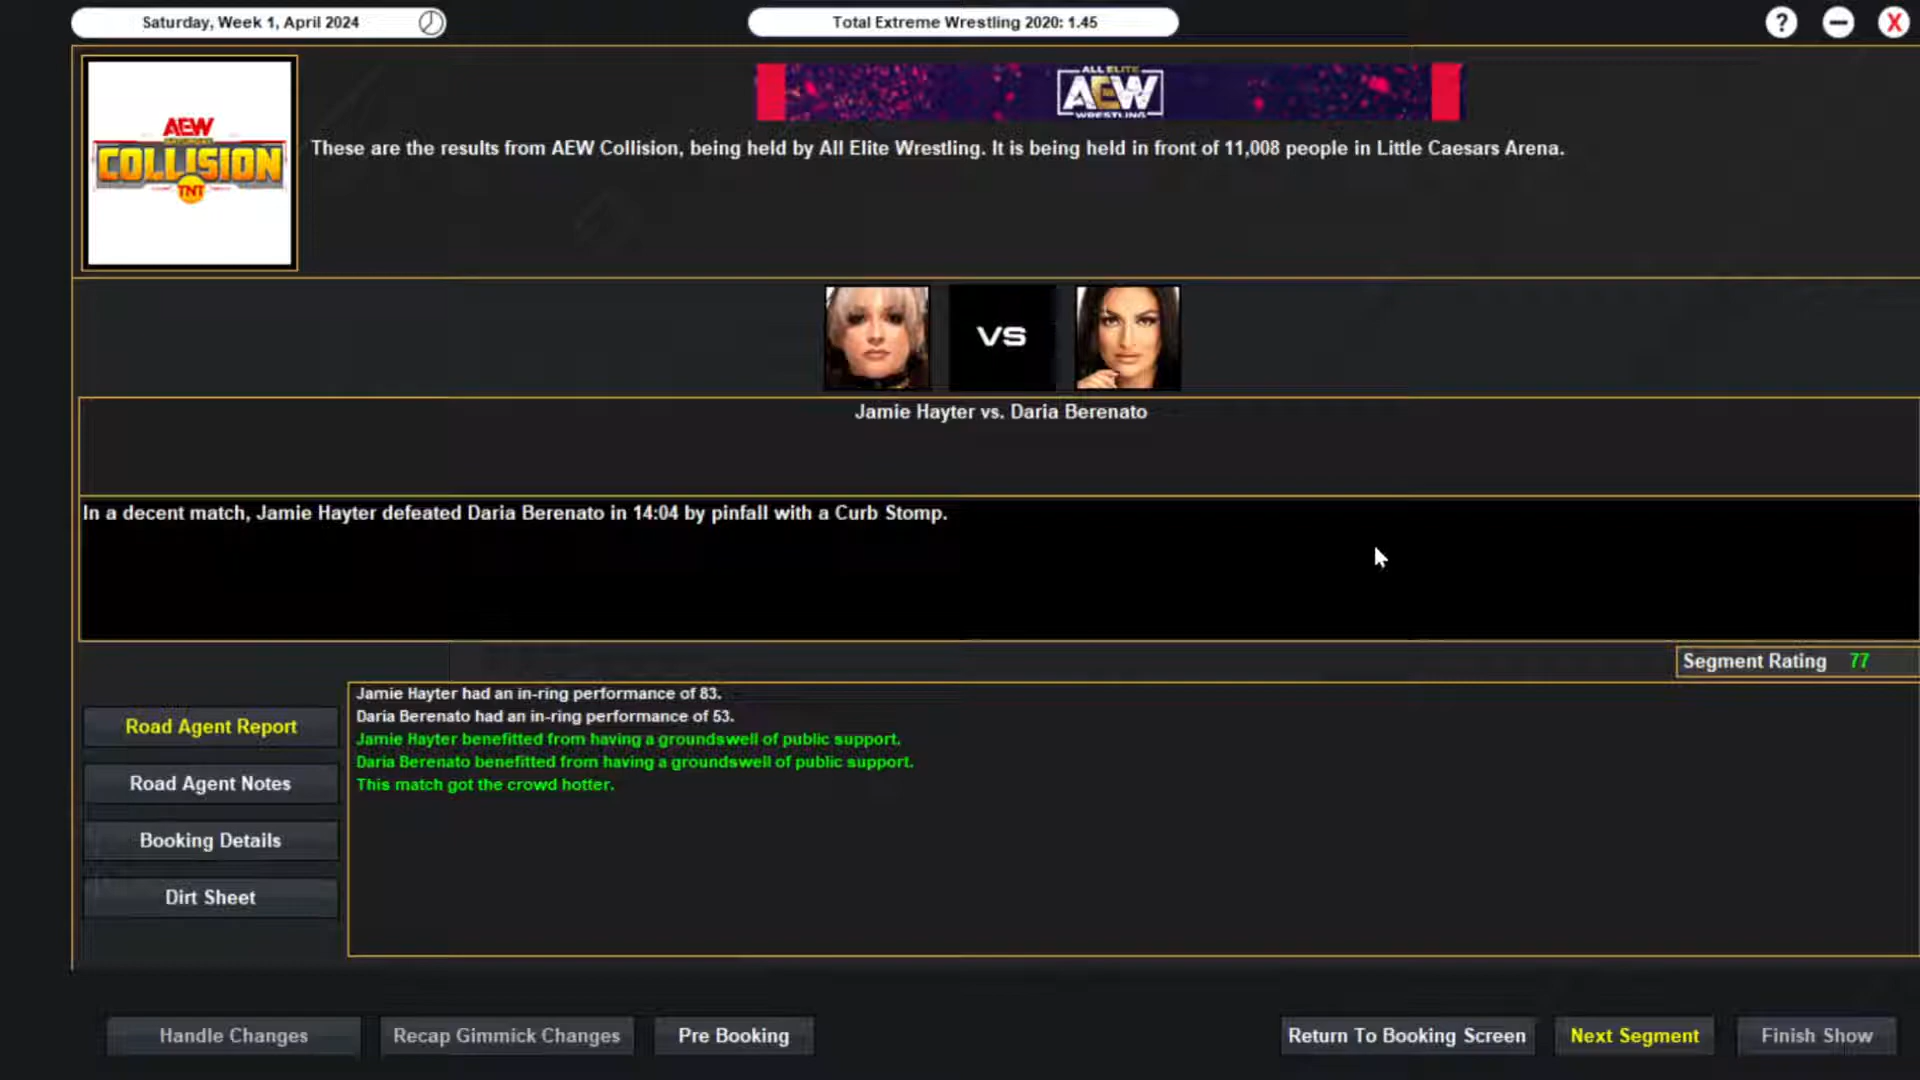 Saturday, Week 1, April 2024
Total Extreme Wrestling 2020: 1.45
?
X
ALL ELITE
AEW
WRESTLING
AEW
COLLISION
TNT
These are the results from AEW Collision, being held by All Elite Wrestling. It is being held in front of 11,008 people in Little Caesars Arena.
VS
Jamie Hayter vs. Daria Berenato
In a decent match, Jamie Hayter defeated Daria Berenato in 14:04 by pinfall with a Curb Stomp.
Segment Rating 77
Road Agent Report
Road Agent Notes
Booking Details
Dirt Sheet
Jamie Hayter had an in-ring performance of 83.
Daria Berenato had an in-ring performance of 53.
Jamie Hayter benefitted from having a groundswell of public support.
Daria Berenato benefitted from having a groundswell of public support.
This match got the crowd hotter.
Handle Changes
Recap Gimmick Changes
Pre Booking
Return To Booking Screen
Next Segment
Finish Show